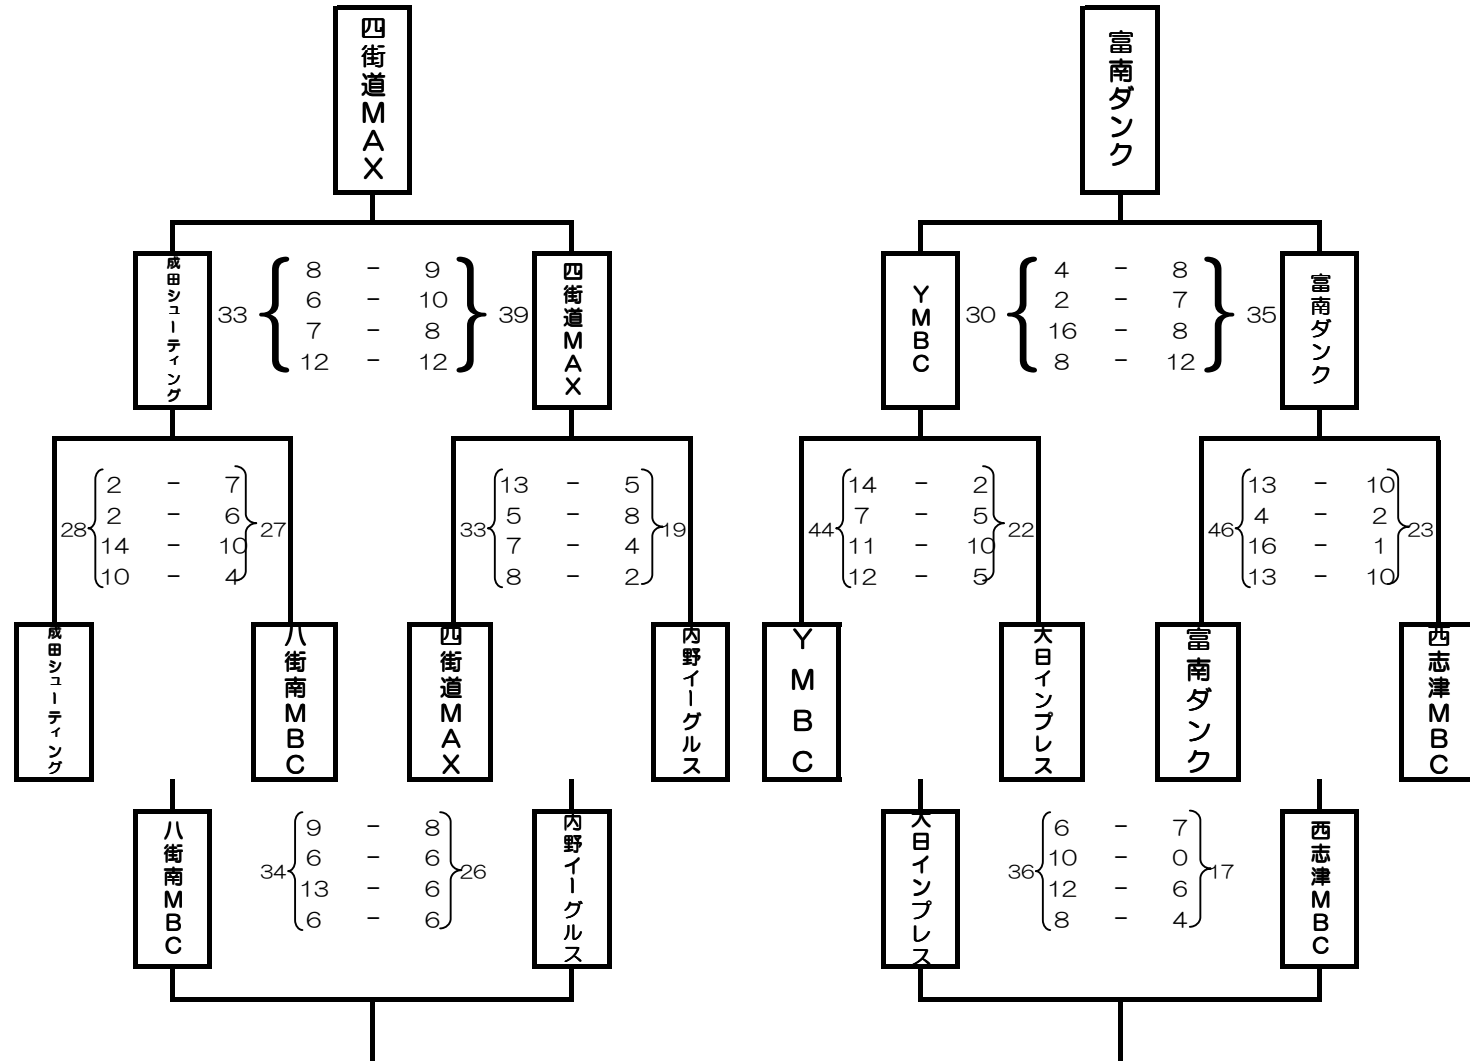 四街道MAX
富南ダンク
成田シューティング
33
8 - 9
6 - 10
7 - 8
12 - 12
39
四街道MAX
YMBC
30
4 - 8
2 - 7
16 - 8
8 - 12
35
富南ダンク
28
2 - 7
2 - 6
14 - 10
10 - 4
27
33
13 - 5
5 - 8
7 - 4
8 - 2
19
44
14 - 2
7 - 5
11 - 10
12 - 5
22
46
13 - 10
4 - 2
16 - 1
13 - 10
23
成田シューティング
八街南MBC
四街道MAX
内野イーグルス
YMBC
大日インプレス
富南ダンク
西志津MBC
八街南MBC
34
9 - 8
6 - 6
13 - 6
6 - 6
26
内野イーグルス
大日インプレス
36
6 - 7
10 - 0
12 - 6
8 - 4
17
西志津MBC